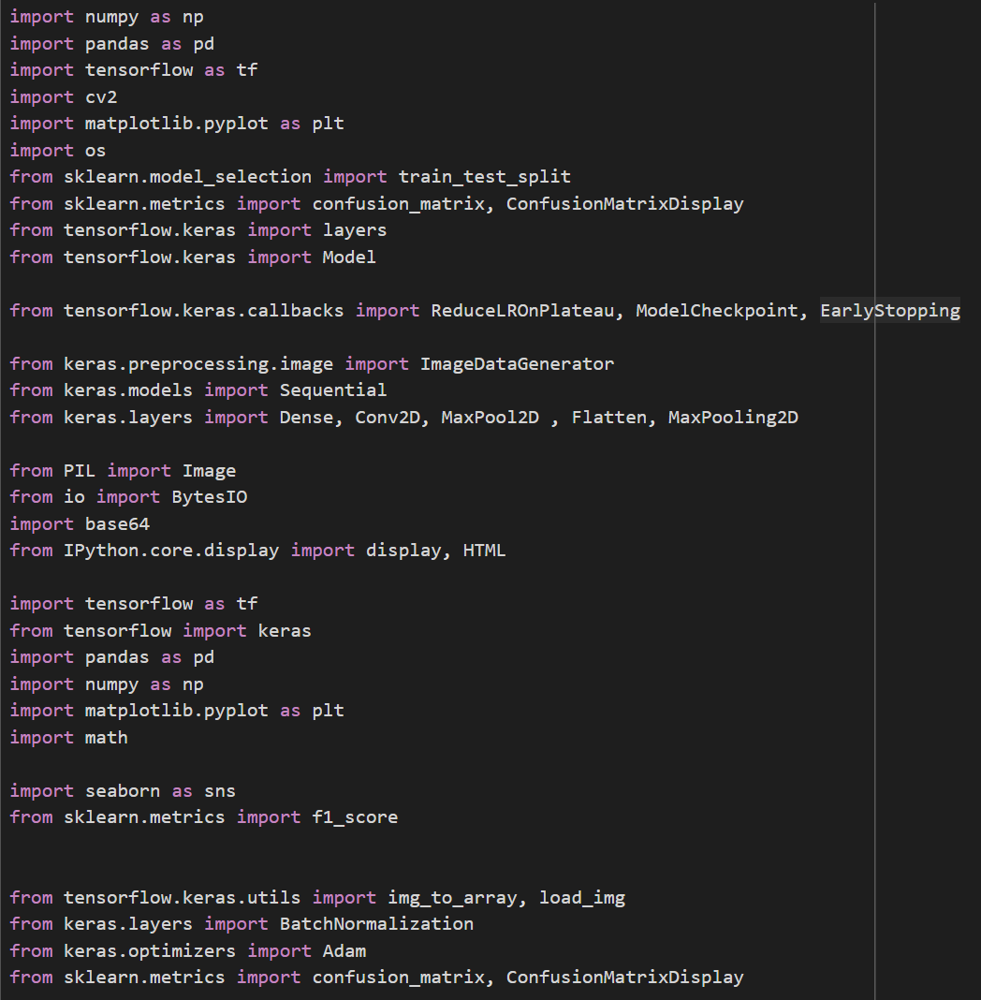 import numpy as np
import pandas as pd
import tensorflow as tf
import cv2
import matplotlib.pyplot as plt
import os
from sklearn.model_selection import train_test_split
from sklearn.metrics import confusion_matrix, ConfusionMatrixDisplay
from tensorflow.keras import layers
from tensorflow.keras import Model
from tensorflow.keras.callbacks import ReduceLROnPlateau, ModelCheckpoint, EarlyStopping
from keras.preprocessing.image import ImageDataGenerator
from keras.models import Sequential
from keras.layers import Dense, Conv2D, MaxPool2D , Flatten, MaxPooling2D
from PIL import Image
from io import BytesIO
import base64
from IPython.core.display import display, HTML
import tensorflow as tf
from tensorflow import keras
import pandas as pd
import numpy as np
import matplotlib.pyplot as plt
import math
import seaborn as sns
from sklearn.metrics import f1_score
from tensorflow.keras.utils import img_to_array, load_img
from keras.layers import BatchNormalization
from keras.optimizers import Adam
from sklearn.metrics import confusion_matrix, ConfusionMatrixDisplay